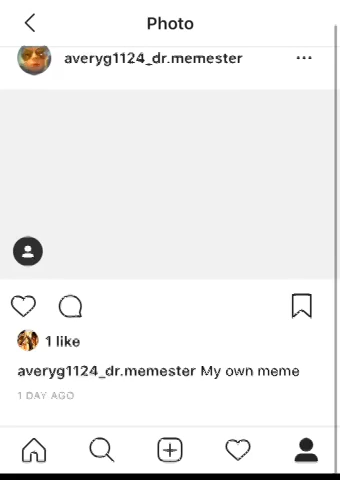 Photo
averyg1124_dr.memester
1 like
averyg1124_dr.memester My own meme
1 DAY AGO